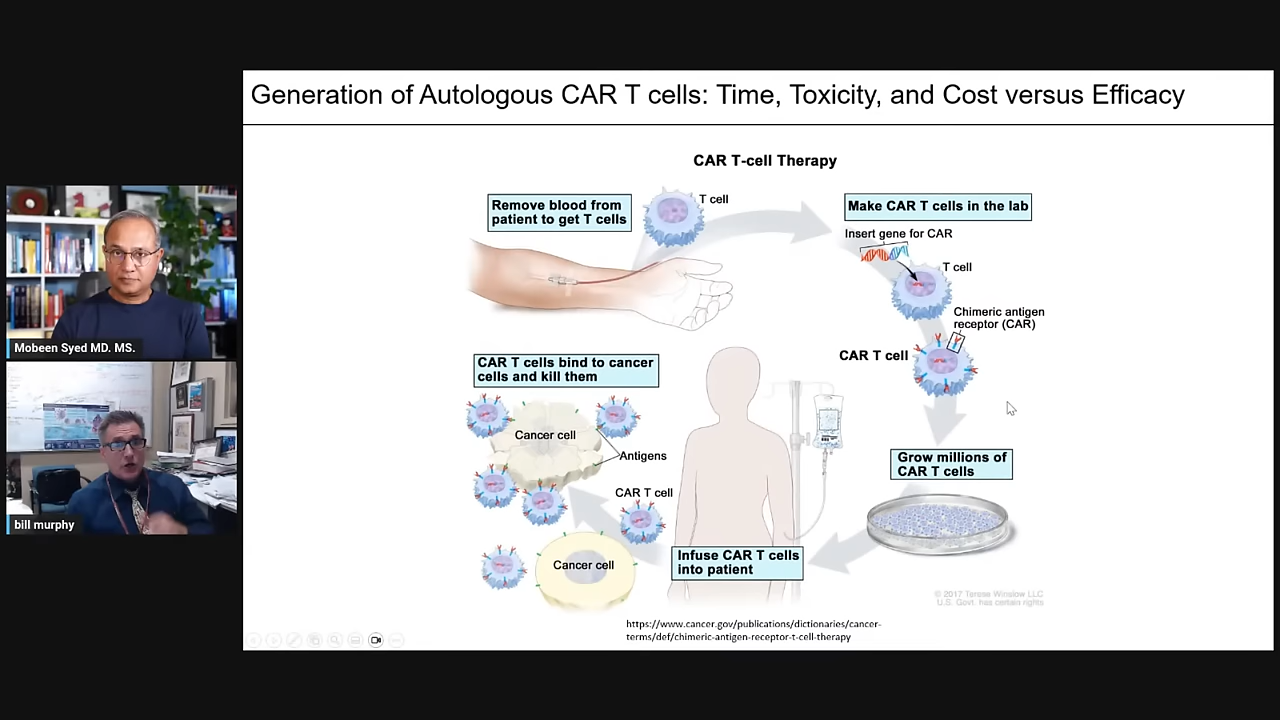 Generation of Autologous CAR T cells: Time, Toxicity, and Cost versus Efficacy
CAR T-cell Therapy
Remove blood from
patient to get T cells
T cell
Make CAR T cells in the lab
Insert gene for CAR
T cell
Chimeric antigen
receptor (CAR)
CAR T cell
Grow millions of
CAR T cells
Infuse CAR T cells
into patient
CAR T cells bind to cancer
cells and kill them
Cancer cell
Antigens
CAR T cell
Cancer cell
© 2017 Terese Winslow LLC
U.S. Govt. has certain rights
https://www.cancer.gov/publications/dictionaries/cancer-
terms/def/chimeric-antigen-receptor-t-cell-therapy
Mobeen Syed MD. MS.
bill murphy